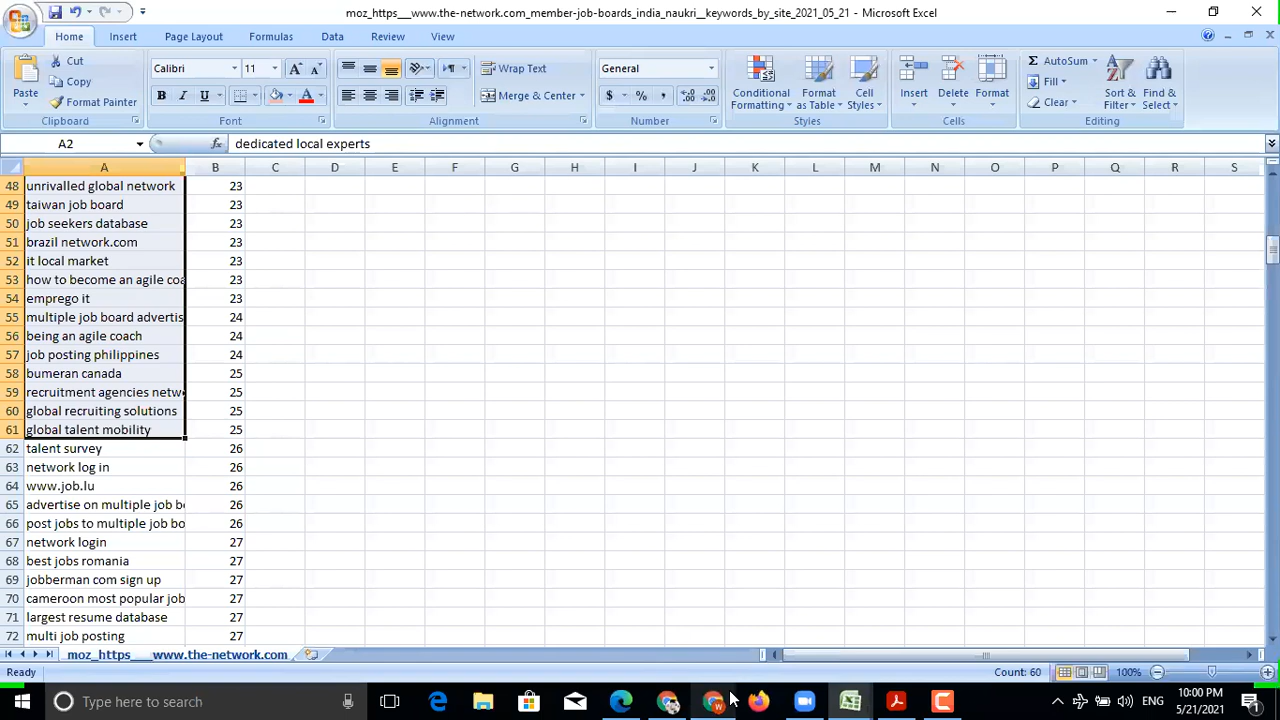 moz_https___www.the-network.com_member-job-boards_india_naukri__keywords_by_site_2021_05_21 - Microsoft Excel
Home Insert Page Layout Formulas Data Review View
Paste Cut Copy Format Painter Clipboard
Calibri 11 A A B I U A Font
Wrap Text Merge & Center Alignment
General $ % , .0 .00 Number
Conditional Formatting Format as Table Cell Styles Styles
Insert Delete Format Cells
Σ AutoSum Fill Clear Sort & Filter Find & Select Editing
A2 fx dedicated local experts
A B C D E F G H I J K L M N O P Q R S
48 unrivalled global network 23
49 taiwan job board 23
50 job seekers database 23
51 brazil network.com 23
52 it local market 23
53 how to become an agile coa 23
54 emprego it 23
55 multiple job board advertis 24
56 being an agile coach 24
57 job posting philippines 24
58 bumeran canada 25
59 recruitment agencies netw 25
60 global recruiting solutions 25
61 global talent mobility 25
62 talent survey 26
63 network log in 26
64 www.job.lu 26
65 advertise on multiple job b 26
66 post jobs to multiple job bo 26
67 network login 27
68 best jobs romania 27
69 jobberman com sign up 27
70 cameroon most popular job 27
71 largest resume database 27
72 multi job posting 27
moz_https___www.the-network.com
Ready Count: 60 100%
Type here to search ENG 10:00 PM
5/21/2021